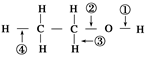 H H ② ①
H — C — C — O — H
④ H H ③